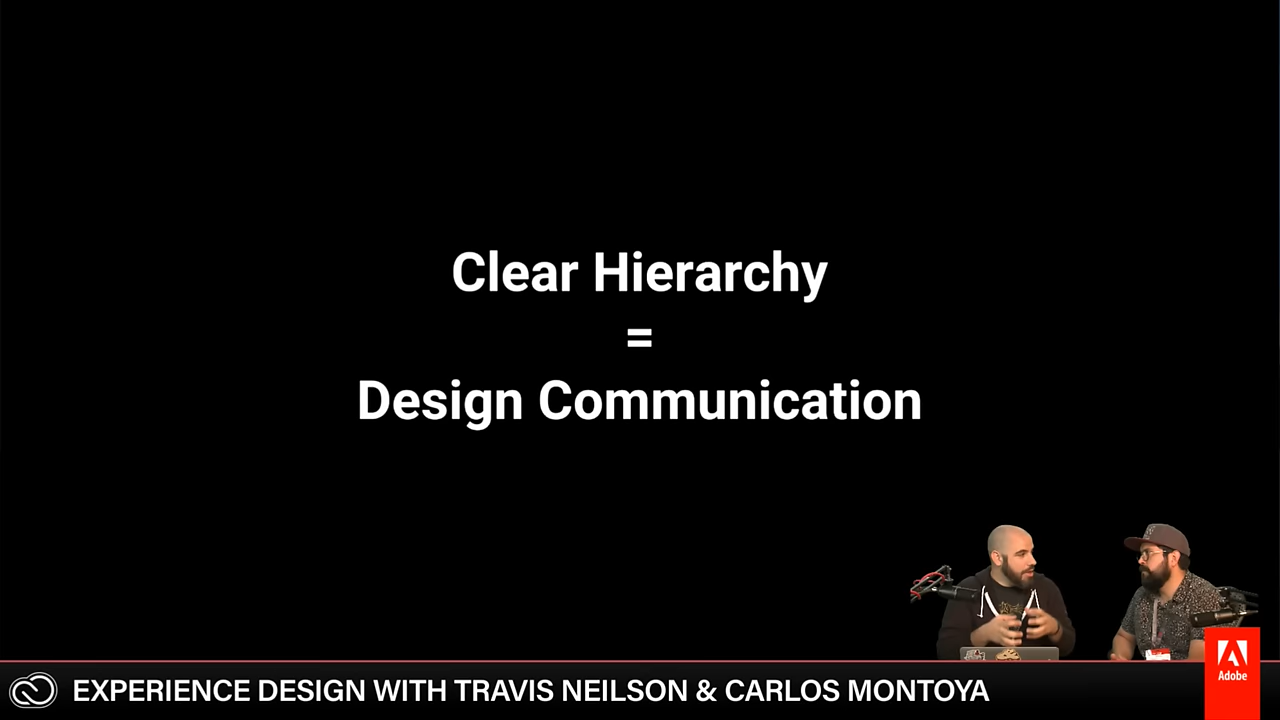 Clear Hierarchy
=
Design Communication
EXPERIENCE DESIGN WITH TRAVIS NEILSON & CARLOS MONTOYA
Adobe